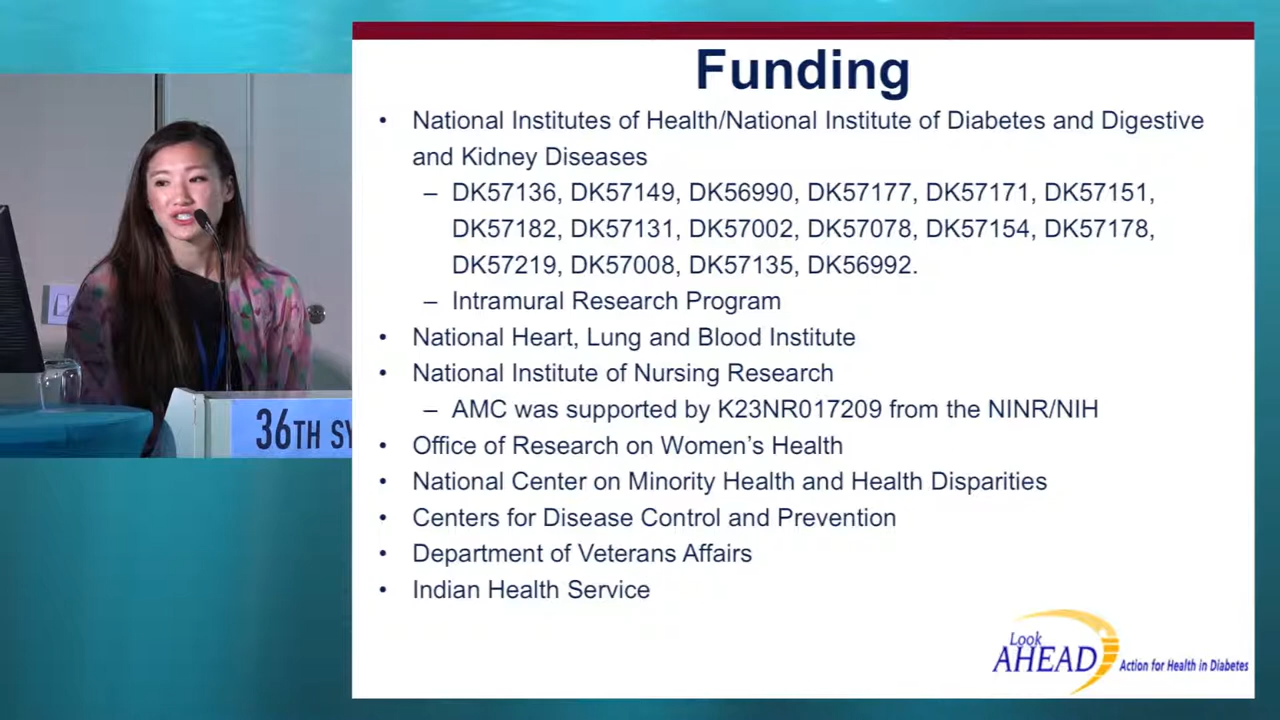 Funding
• National Institutes of Health/National Institute of Diabetes and Digestive
and Kidney Diseases
– DK57136, DK57149, DK56990, DK57177, DK57171, DK57151,
DK57182, DK57131, DK57002, DK57078, DK57154, DK57178,
DK57219, DK57008, DK57135, DK56992.
– Intramural Research Program
• National Heart, Lung and Blood Institute
• National Institute of Nursing Research
– AMC was supported by K23NR017209 from the NINR/NIH
• Office of Research on Women’s Health
• National Center on Minority Health and Health Disparities
• Centers for Disease Control and Prevention
• Department of Veterans Affairs
• Indian Health Service
36TH SY
Look
AHEAD
Action for Health in Diabetes